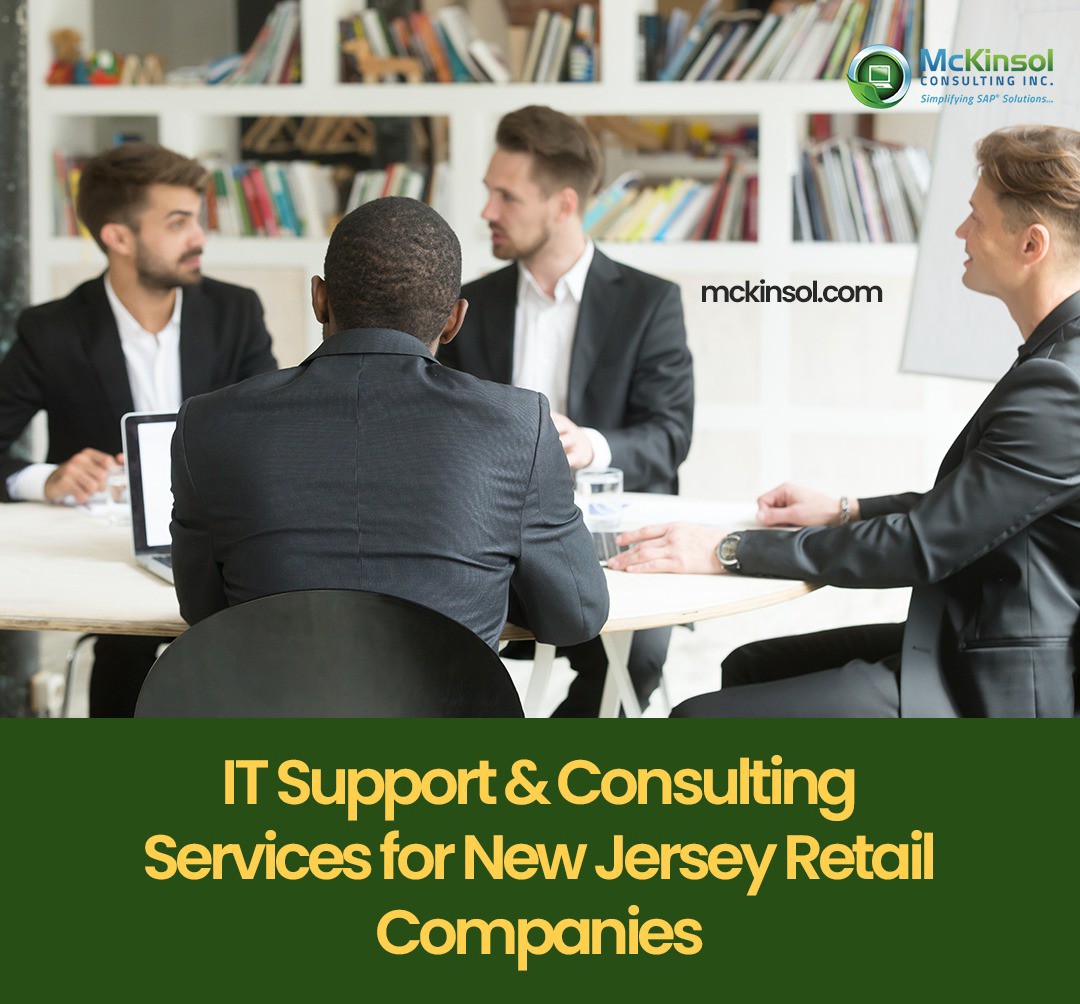 McKinsol
CONSULTING INC.
Simplifying SAP® Solutions...
mckinsol.com
IT Support & Consulting
Services for New Jersey Retail
Companies